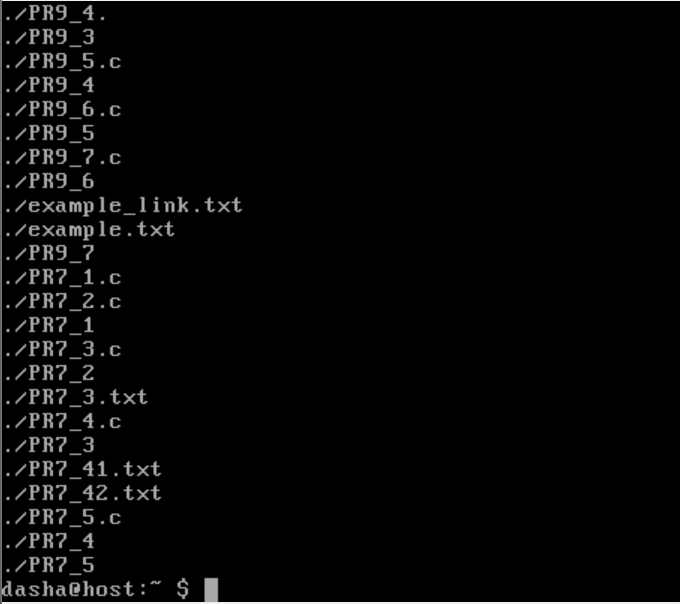 ./PR9_4.
./PR9_3
./PR9_5.c
./PR9_4
./PR9_6.c
./PR9_5
./PR9_7.c
./PR9_6
./example_link.txt
./example.txt
./PR9_7
./PR7_1.c
./PR7_2.c
./PR7_1
./PR7_3.c
./PR7_2
./PR7_3.txt
./PR7_4.c
./PR7_3
./PR7_41.txt
./PR7_42.txt
./PR7_5.c
./PR7_4
./PR7_5
dasha@host:~ $